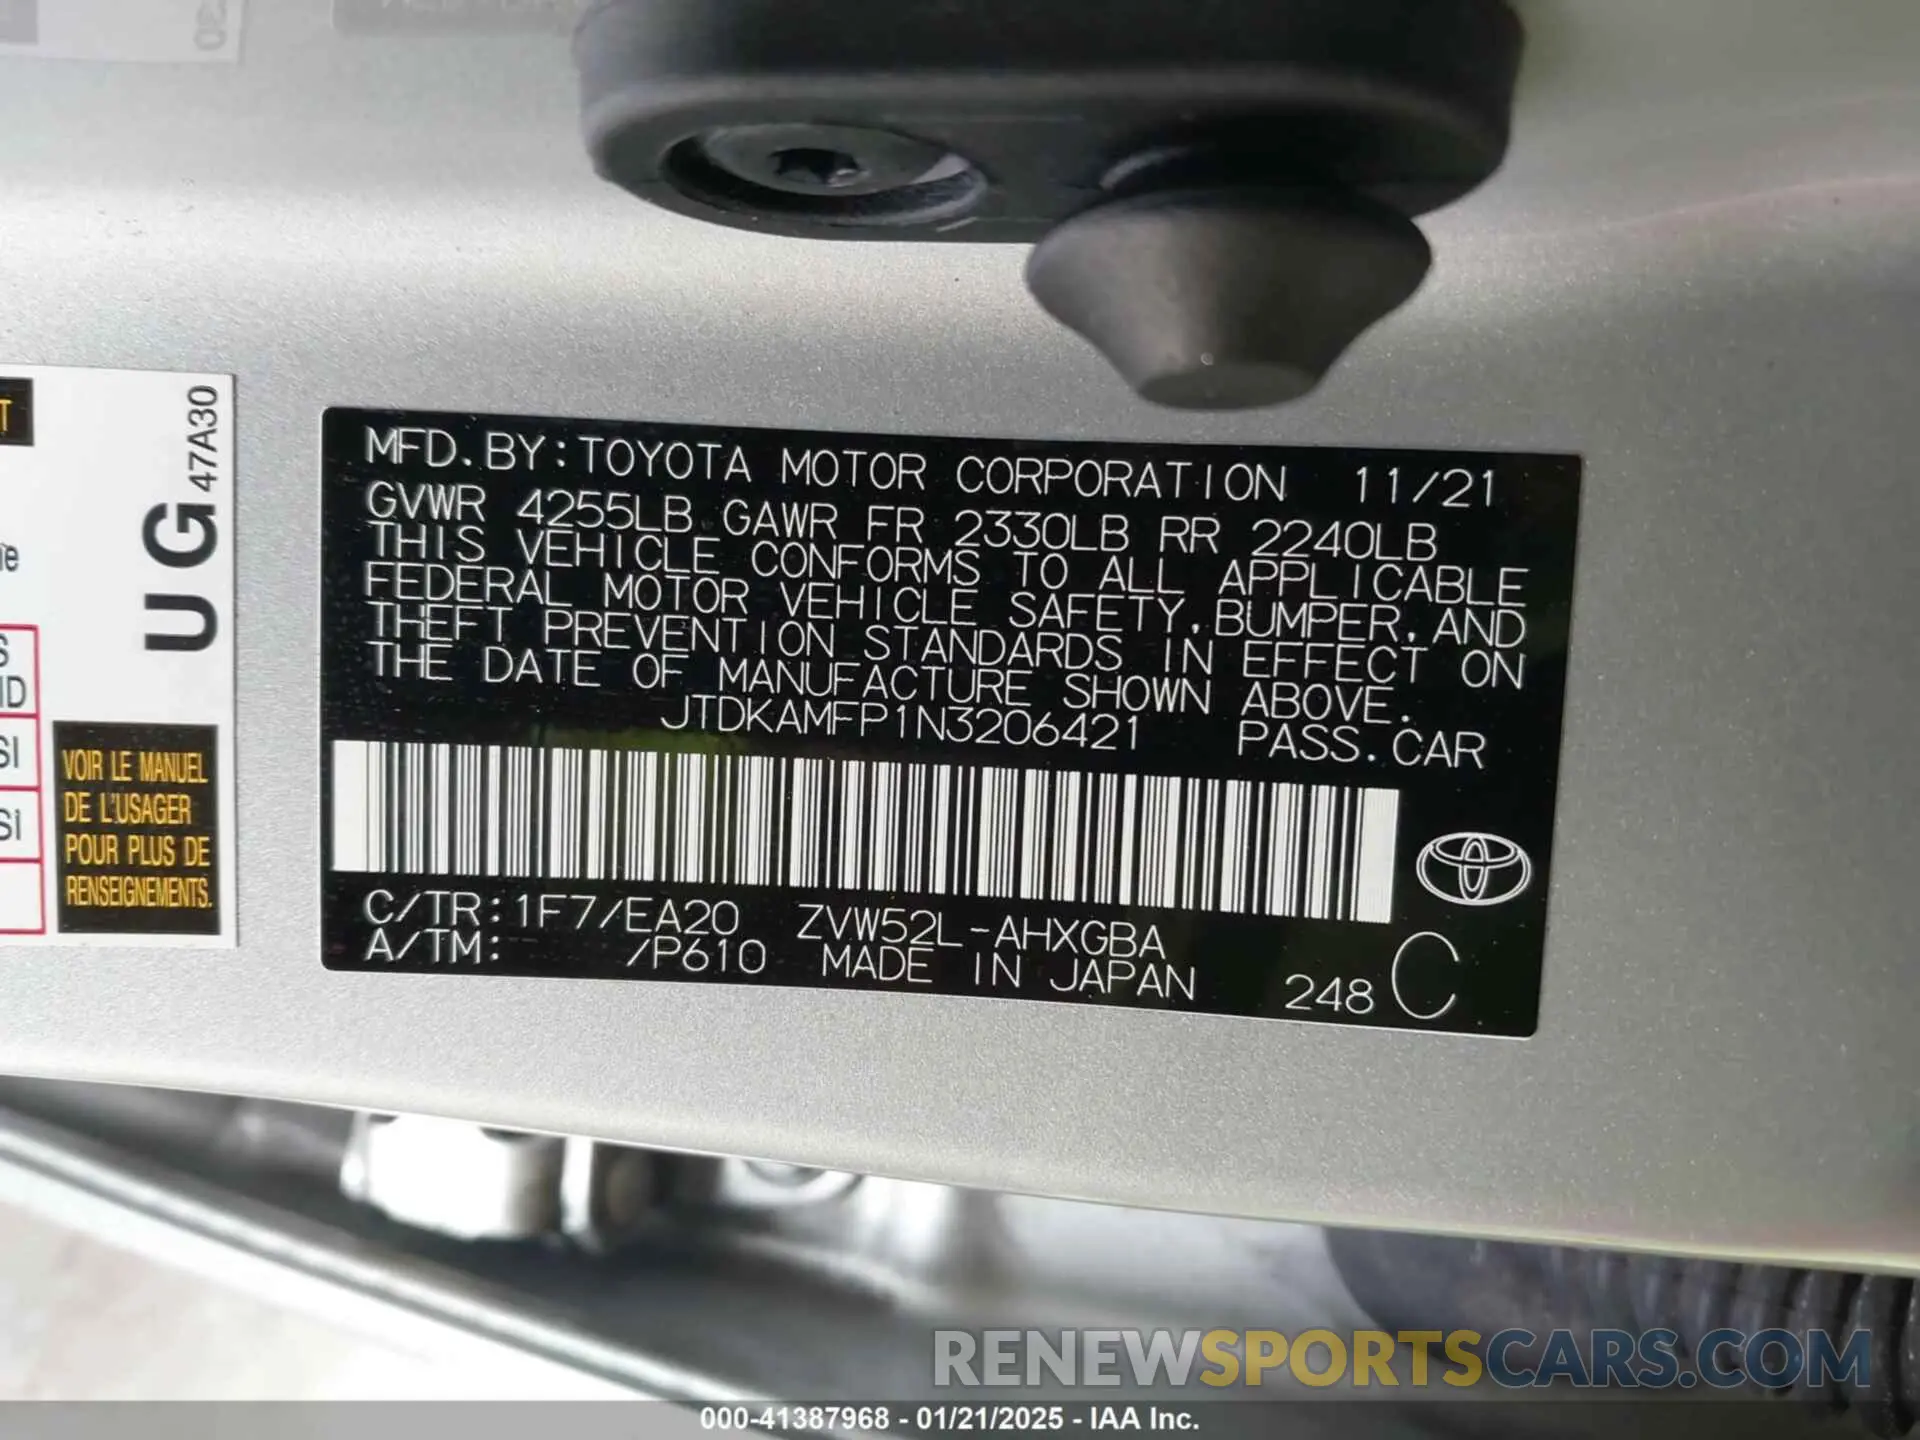 MFD. BY: TOYOTA MOTOR CORPORATION 11/21
GVWR 4255LB GAWR FR 2330LB RR 2240LB
THIS VEHICLE CONFORMS TO ALL APPLICABLE
FEDERAL MOTOR VEHICLE SAFETY, BUMPER, AND
THEFT PREVENTION STANDARDS IN EFFECT ON
THE DATE OF MANUFACTURE SHOWN ABOVE.
JTDKAMFP1N3206421 PASS. CAR
C/TR: 1F7/EA20 ZVW52L-AHXGBA
A/TM: /P610 MADE IN JAPAN 248 C
UG 47A30
VOIR LE MANUEL
DE L'USAGER
POUR PLUS DE
RENSEIGNEMENTS.
RENEWSPORTSCARS.COM
000-41387968 - 01/21/2025 - IAA Inc.